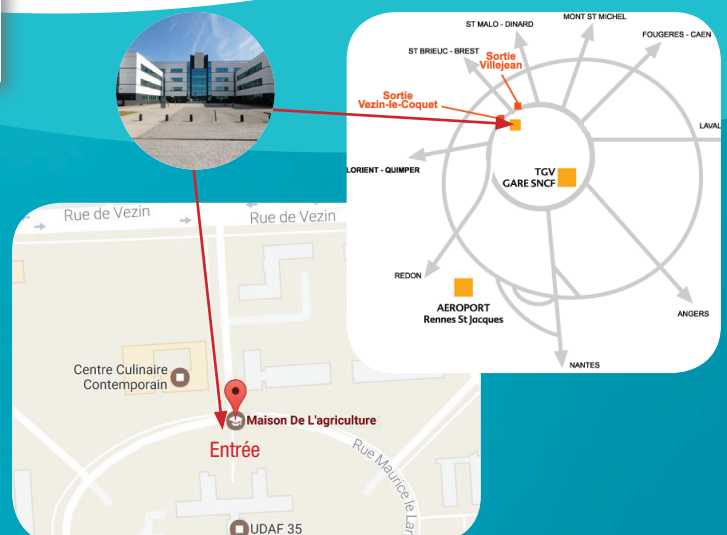 MONT ST MICHEL
ST MALO - DINARD
FOUGERES - CAEN
ST BRIEUC - BREST
Sortie
Villejean
Sortie
Vezin-le-Coquet
LAVAL
LORIENT - QUIMPER
TGV
GARE SNCF
REDON
AEROPORT
Rennes St Jacques
ANGERS
NANTES
Rue de Vezin
Rue de Vezin
Centre Culinaire
Contemporain
Maison De L'agriculture
Entrée
Rue Maurice le Lan
UDAF 35